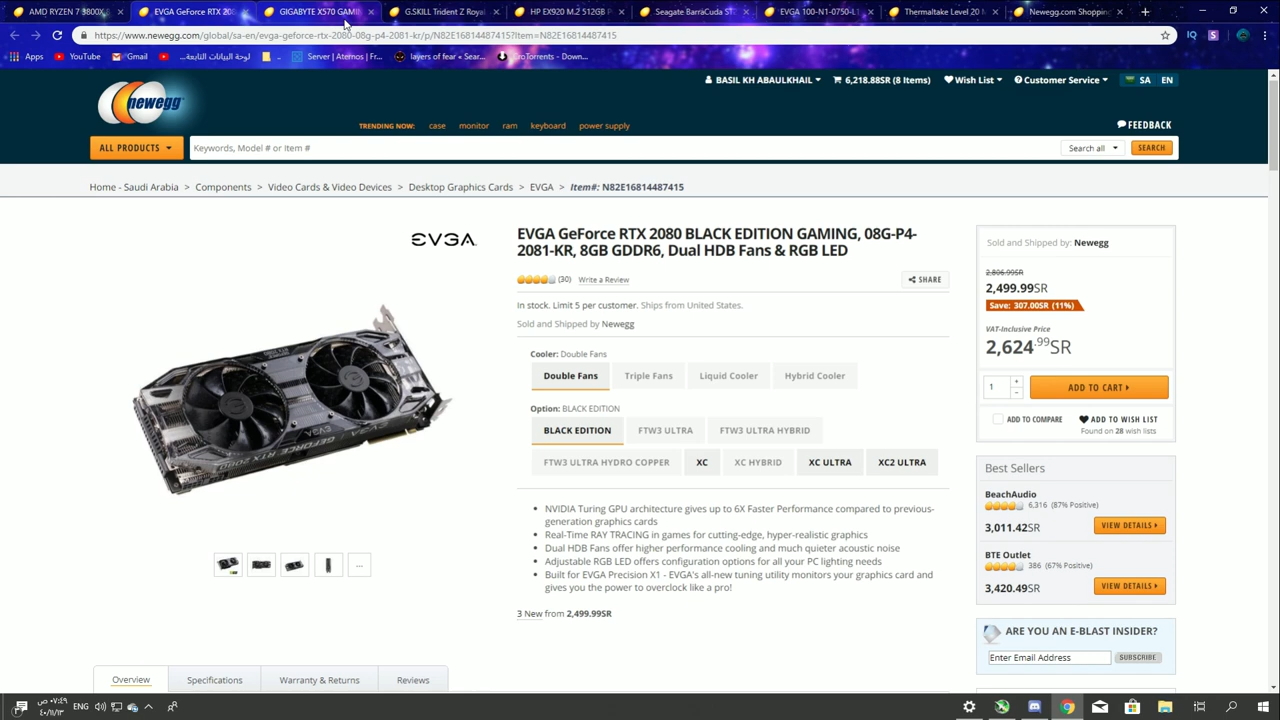 AMD RYZEN 7 3800X
EVGA GeForce RTX 208
GIGABYTE X570 GAMI
G.SKILL Trident Z Royal
HP EX920 M.2 512GB P
Seagate BarraCuda ST
EVGA 100-N1-0750-L1
Thermaltake Level 20 M
Newegg.com Shoppin
https://www.newegg.com/global/sa-en/evga-geforce-rtx-2080-08g-p4-2081-kr/p/N82E16814487415?Item=N82E16814487415
Apps YouTube Gmail لوحة البيانات التابعة... Server | Aternos | Fr... layers of fear « Sear... - Down...
newegg
BASIL KH ABAULKHAIL 6,218.88SR (8 Items) Wish List Customer Service SA EN
TRENDING NOW: case monitor ram keyboard power supply
FEEDBACK
ALL PRODUCTS Keywords, Model # or Item # Search all SEARCH
Home - Saudi Arabia > Components > Video Cards & Video Devices > Desktop Graphics Cards > EVGA > Item#: N82E16814487415
EVGA
EVGA GeForce RTX 2080 BLACK EDITION GAMING, 08G-P4-
2081-KR, 8GB GDDR6, Dual HDB Fans & RGB LED
(30) Write a Review SHARE
In stock. Limit 5 per customer. Ships from United States.
Sold and Shipped by Newegg
Cooler: Double Fans
Double Fans Triple Fans Liquid Cooler Hybrid Cooler
Option: BLACK EDITION
BLACK EDITION FTW3 ULTRA FTW3 ULTRA HYBRID
FTW3 ULTRA HYDRO COPPER XC XC HYBRID XC ULTRA XC2 ULTRA
• NVIDIA Turing GPU architecture gives up to 6X Faster Performance compared to previous-
generation graphics cards
• Real-Time RAY TRACING in games for cutting-edge, hyper-realistic graphics
• Dual HDB Fans offer higher performance cooling and much quieter acoustic noise
• Adjustable RGB LED offers configuration options for all your PC lighting needs
• Built for EVGA Precision X1 - EVGA's all-new tuning utility monitors your graphics card and
gives you the power to overclock like a pro!
3 New from 2,499.99SR
Sold and Shipped by: Newegg
2,806.99SR
2,499.99SR
Save: 307.00SR (11%)
VAT-Inclusive Price
2,624.99SR
1 ADD TO CART
ADD TO COMPARE ADD TO WISH LIST
Found on 28 wish lists
Best Sellers
BeachAudio
6,316 (87% Positive)
3,011.42SR VIEW DETAILS
BTE Outlet
386 (67% Positive)
3,420.49SR VIEW DETAILS
ARE YOU AN E-BLAST INSIDER?
Enter Email Address SUBSCRIBE
GEFORCE RTX 2080 EVGA
Overview Specifications Warranty & Returns Reviews
ENG